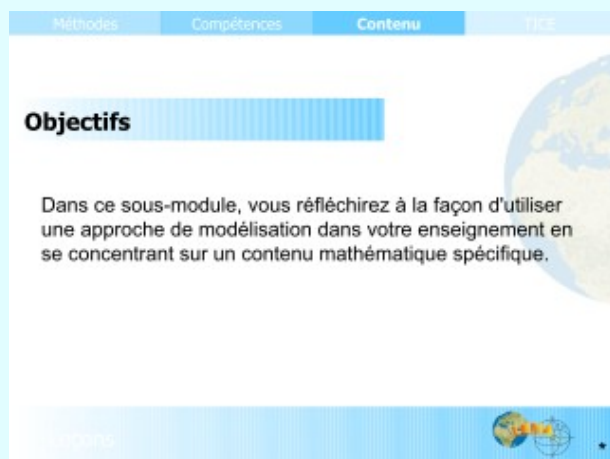 Méthodes Compétences Contenu TICE
Objectifs
Dans ce sous-module, vous réfléchirez à la façon d'utiliser
une approche de modélisation dans votre enseignement en
se concentrant sur un contenu mathématique spécifique.